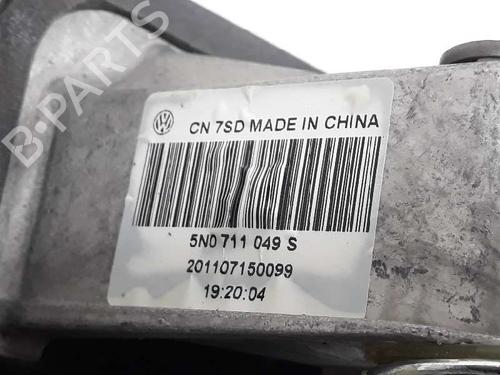 B-PARTS
CN 7SD MADE IN CHINA
5N0 711 049 S
201107150099
19:20:04